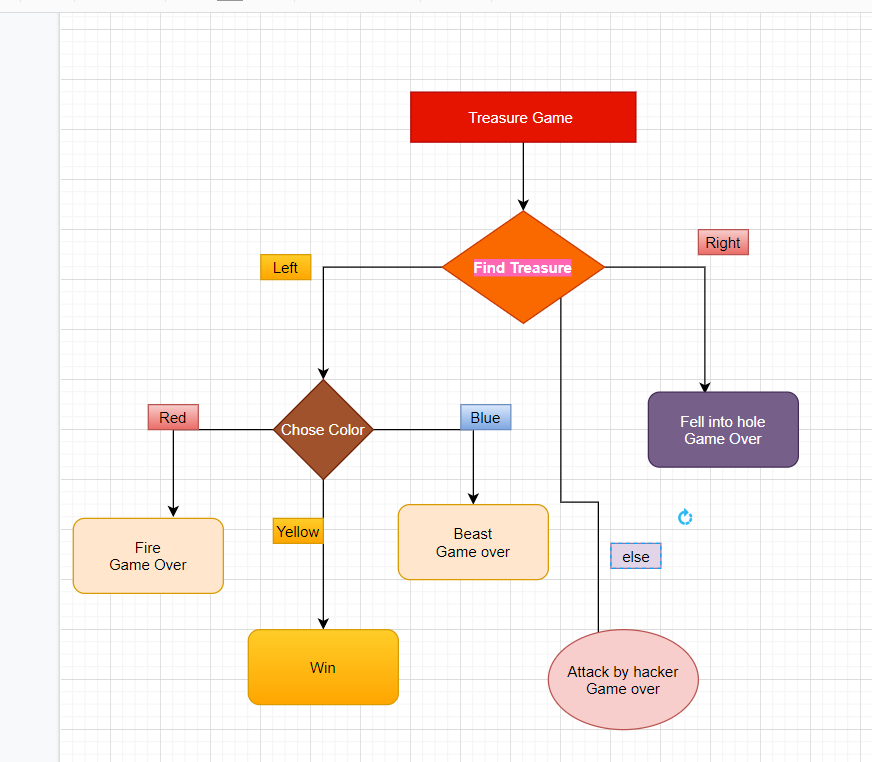 Treasure Game
Right
Left
Find Treasure
Red
Chose Color
Blue
Fell into hole
Game Over
Yellow
Beast
Game over
Fire
Game Over
else
Win
Attack by hacker
Game over